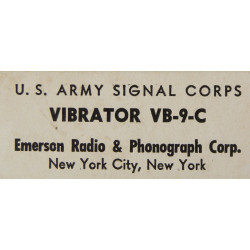 U. S. ARMY SIGNAL CORPS
VIBRATOR VB-9-C
Emerson Radio & Phonograph Corp.
New York City, New York